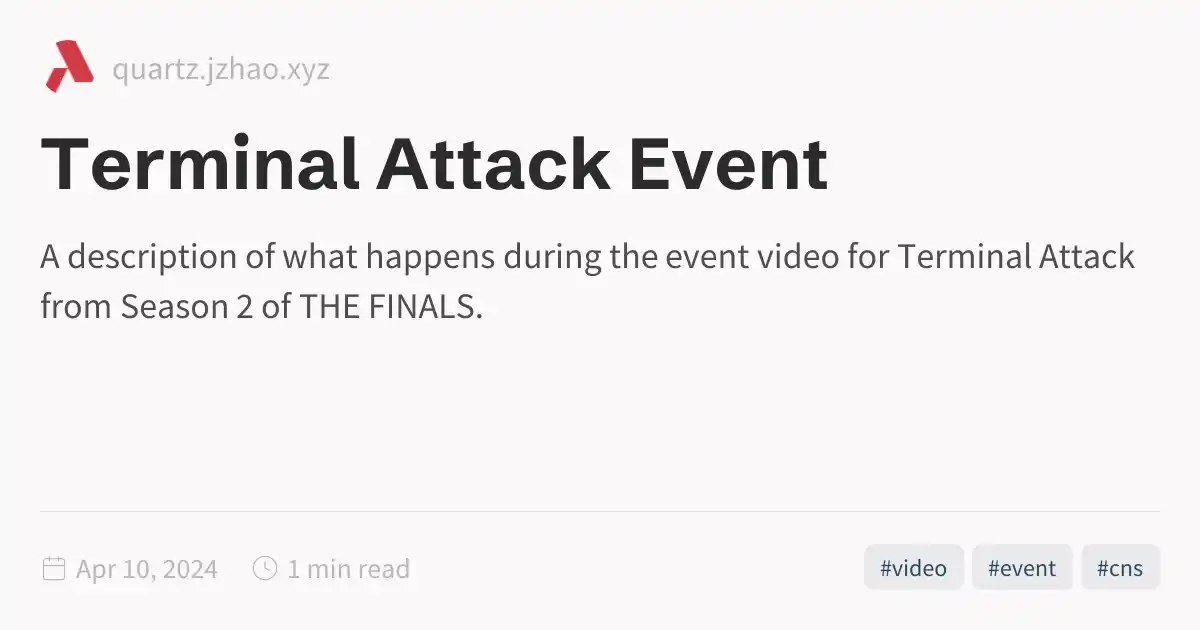 quartz.jzhao.xyz
Terminal Attack Event
A description of what happens during the event video for Terminal Attack
from Season 2 of THE FINALS.
Apr 10, 2024 1 min read #video #event #cns